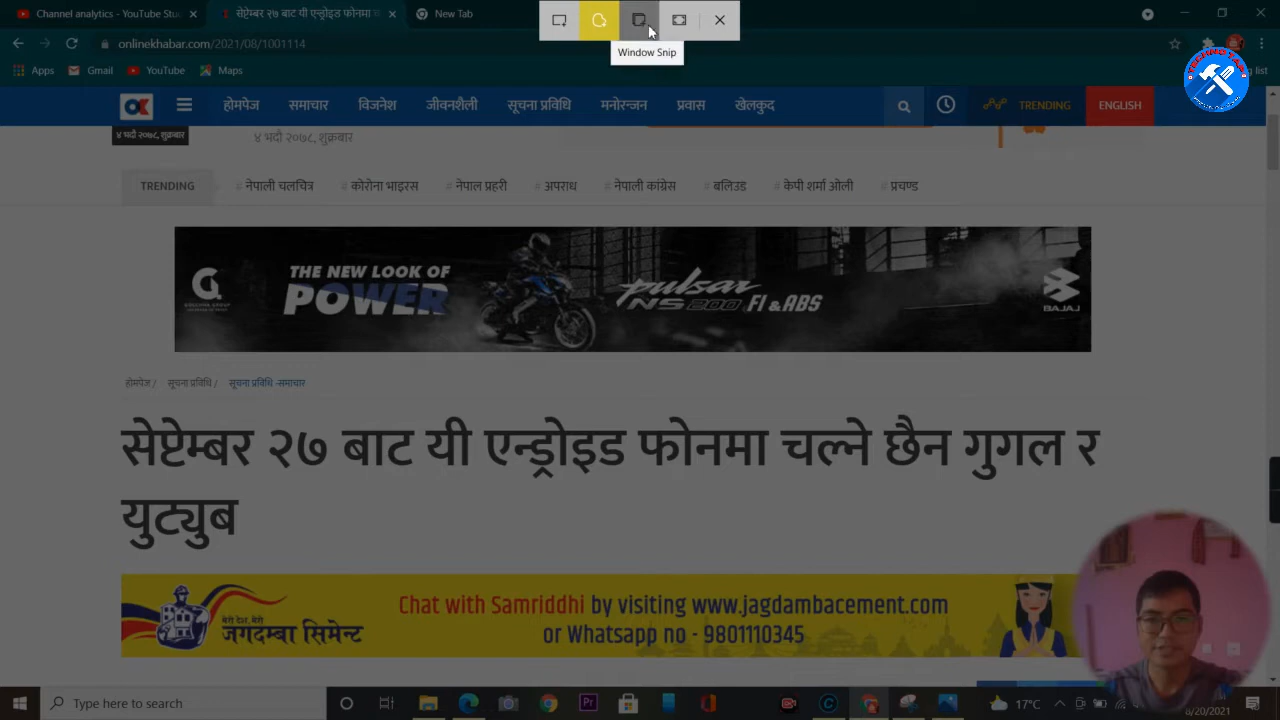 Channel analytics - YouTube Stu
सेप्टेम्बर २७ बाट यी एन्ड्रोइड फोनमा च
New Tab
Window Snip
onlinekhabar.com/2021/08/1001114
Apps
Gmail
YouTube
Maps
TECHNO TAP
g list
होमपेज
समाचार
विजनेश
जीवनशैली
सूचना प्रविधि
मनोरन्जन
प्रवास
खेलकुद
TRENDING
ENGLISH
४ भदौ २०७८, शुक्रबार
४ भदौ २०७८, शुक्रबार
TRENDING
# नेपाली चलचित्र
# कोरोना भाइरस
# नेपाल प्रहरी
# अपराध
# नेपाली कांग्रेस
# बलिउड
# केपी शर्मा ओली
# प्रचण्ड
THE NEW LOOK OF
POWER
pulsar
NS 200 FI & ABS
BAJAJ
होमपेज /
सूचना प्रविधि /
सूचना प्रविधि -समाचार
सेप्टेम्बर २७ बाट यी एन्ड्रोइड फोनमा चल्ने छैन गुगल र
युट्युब
मेरो देश, मेरै
जगदम्बा सिमेन्ट
Chat with Samriddhi by visiting www.jagdambacement.com
or Whatsapp no - 9801110345
Type here to search
Pr
17°C
8/20/2021